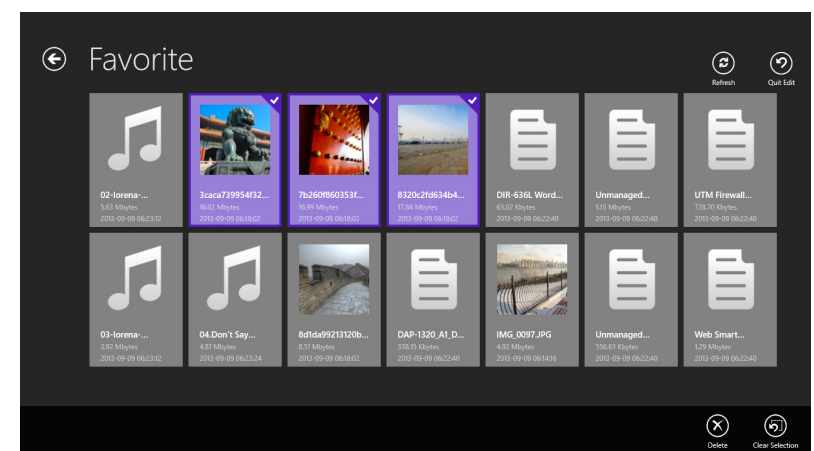 Favorite
Refresh
Quit Edit
02-lorena-...
5.63 Mbytes
2013-09-09 06:23:12
3caca739954f32...
16.02 Mbytes
2013-09-09 06:18:02
7b260f860353f...
16.99 Mbytes
2013-09-09 06:18:02
8320c2fd634b4...
17.84 Mbytes
2013-09-09 06:18:02
DIR-636L Word...
63.02 Kbytes
2013-09-09 06:22:40
Unmanaged...
1.15 Mbytes
2013-09-09 06:22:40
UTM Firewall...
728.70 Kbytes
2013-09-09 06:22:40
03-lorena-...
3.92 Mbytes
2013-09-09 06:23:12
04.Don't Say...
4.81 Mbytes
2013-09-09 06:23:24
8d1da99213120b...
8.51 Mbytes
2013-09-09 06:18:02
DAP-1320_A1_D...
338.15 Kbytes
2013-09-09 06:22:40
IMG_0097.JPG
4.92 Mbytes
2013-09-09 06:14:16
Unmanaged...
556.63 Kbytes
2013-09-09 06:22:40
Web Smart...
1.29 Mbytes
2013-09-09 06:22:40
Delete
Clear Selection